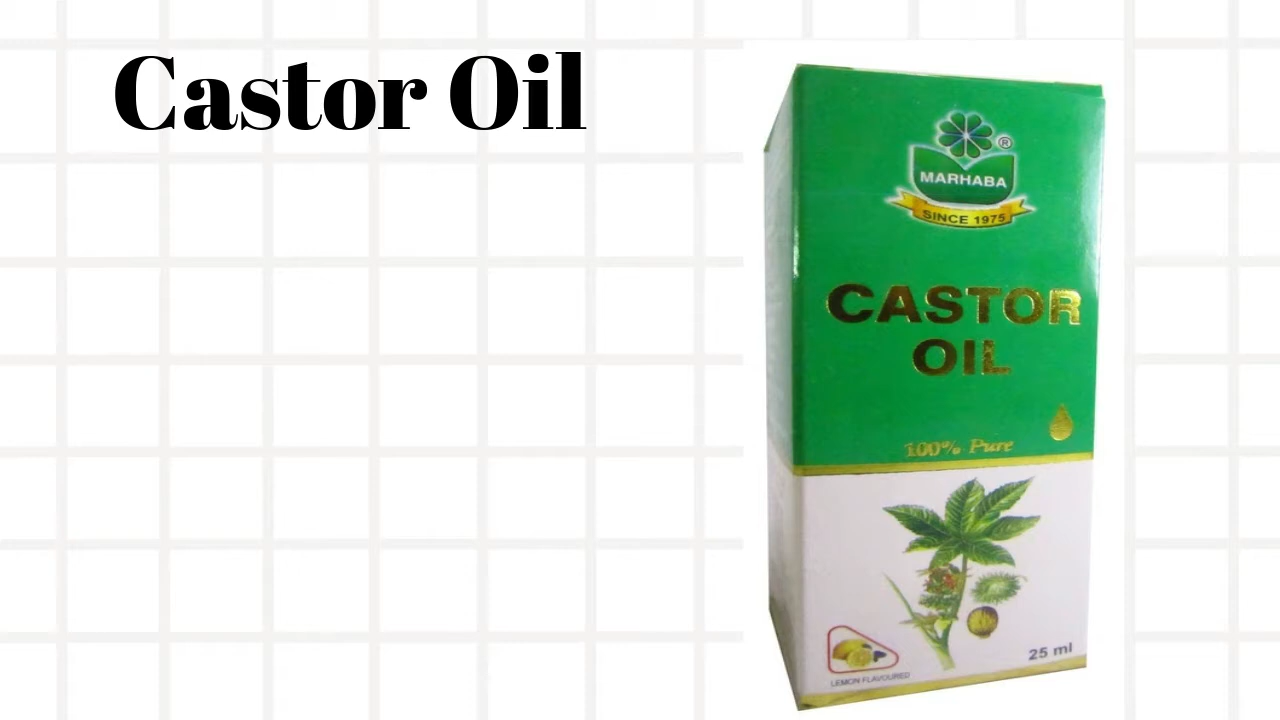 Castor Oil
®
MARHABA
SINCE 1975
CASTOR
OIL
100% Pure
25 ml
LEMON FLAVOURED